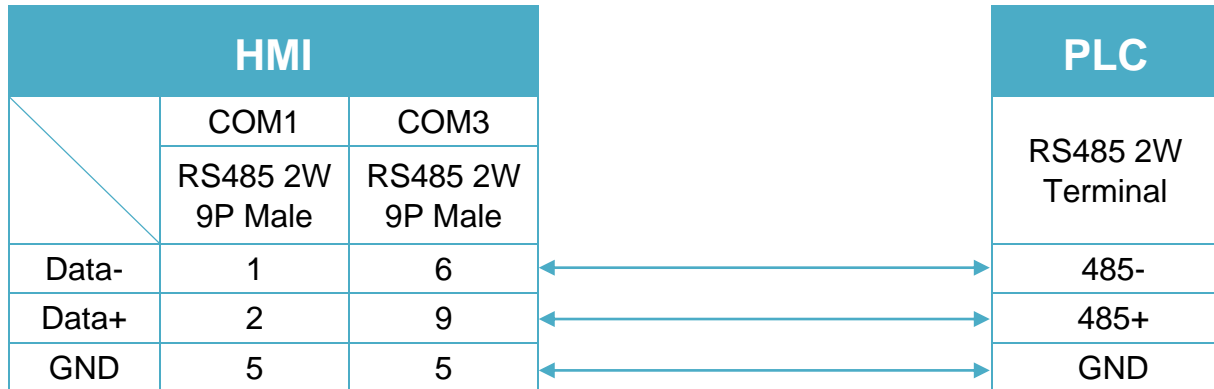 HMI PLC
COM1 COM3
RS485 2W RS485 2W RS485 2W
9P Male 9P Male Terminal
Data- 1 6 485-
Data+ 2 9 485+
GND 5 5 GND